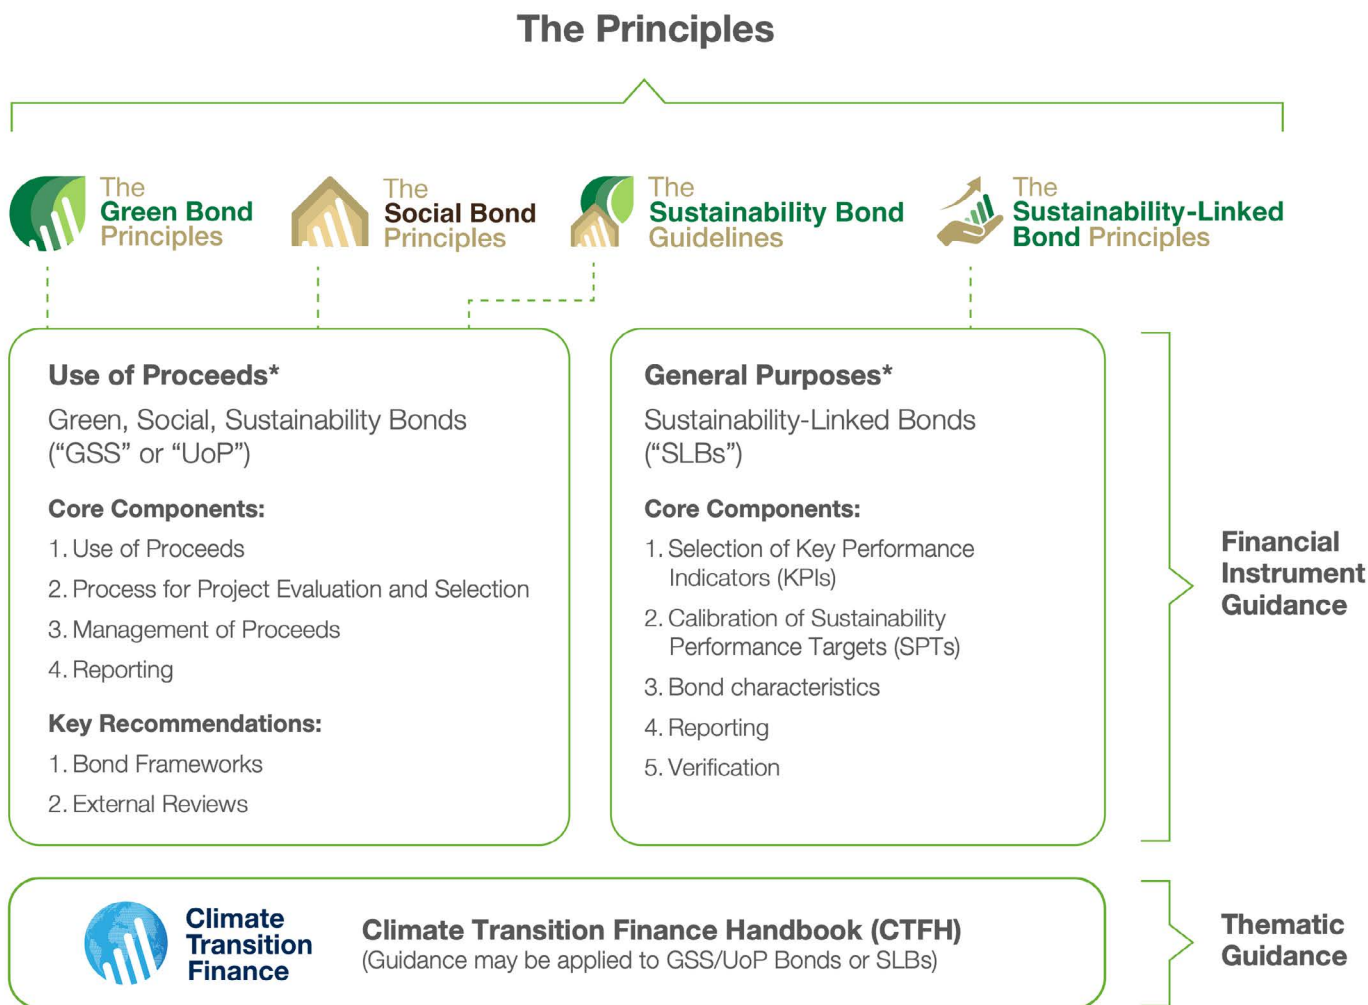 The Principles
The
Green Bond
Principles
The
Social Bond
Principles
The
Sustainability Bond
Guidelines
The
Sustainability-Linked
Bond Principles
Use of Proceeds*
Green, Social, Sustainability Bonds
(“GSS” or “UoP”)
Core Components:
1. Use of Proceeds
2. Process for Project Evaluation and Selection
3. Management of Proceeds
4. Reporting
Key Recommendations:
1. Bond Frameworks
2. External Reviews
General Purposes*
Sustainability-Linked Bonds
(“SLBs”)
Core Components:
1. Selection of Key Performance
Indicators (KPIs)
2. Calibration of Sustainability
Performance Targets (SPTs)
3. Bond characteristics
4. Reporting
5. Verification
Financial
Instrument
Guidance
Climate
Transition
Finance
Climate Transition Finance Handbook (CTFH)
(Guidance may be applied to GSS/UoP Bonds or SLBs)
Thematic
Guidance